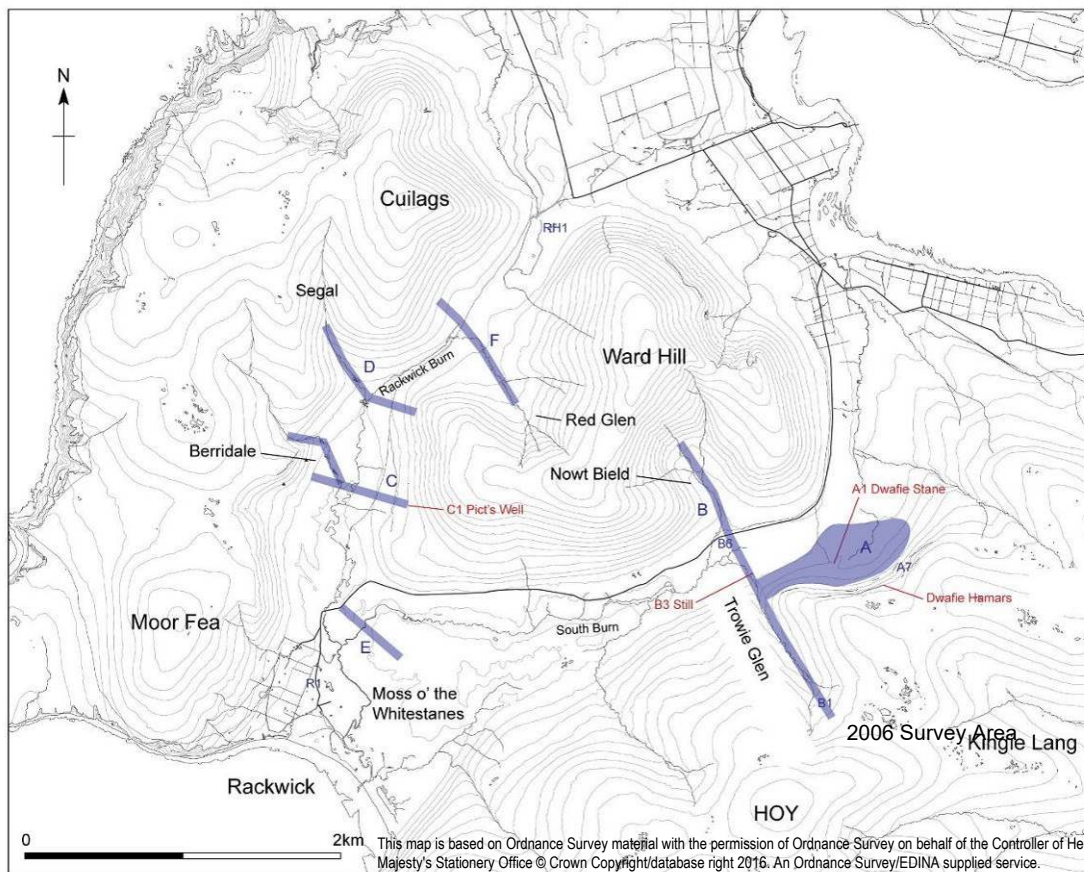 N
Cuilags
RH1
Segal
F
Ward Hill
D
Rackwick Burn
Red Glen
Berridale
Nowt Bield
C
A1 Dwafie Stane
C1 Pict's Well
B
A
B6
A7
B3 Still
Dwafie Hamars
Moor Fea
South Burn
Trowie Glen
E
R1
Moss o' the
Whitestanes
B1
2006 Survey Area
Kingie Lang
Rackwick
HOY
0 2km
This map is based on Ordnance Survey material with the permission of Ordnance Survey on behalf of the Controller of He
Majesty's Stationery Office © Crown Copyright/database right 2016. An Ordnance Survey/EDINA supplied service.